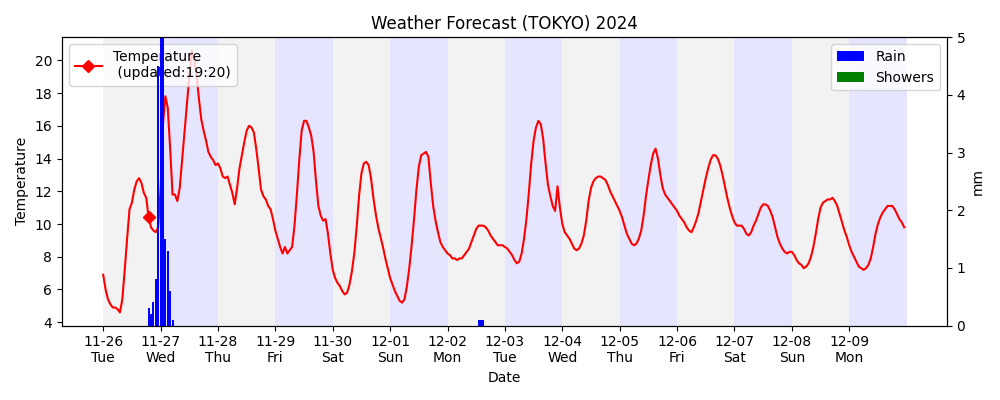 Weather Forecast (TOKYO) 2024
Temperature
(updated:19:20)
Rain
Showers
Temperature
20
18
16
14
12
10
8
6
4
5
4
3
2
1
0
mm
11-26 11-27 11-28 11-29 11-30 12-01 12-02 12-03 12-04 12-05 12-06 12-07 12-08 12-09
Tue Wed Thu Fri Sat Sun Mon Tue Wed Thu Fri Sat Sun Mon
Date